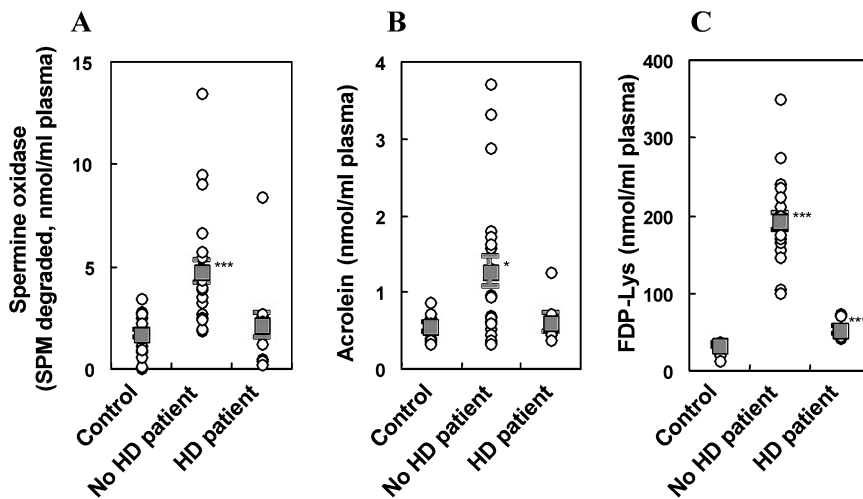 A
Spermine oxidase
(SPM degraded, nmol/ml plasma)
15
10
5
0
***
Control
No HD patient
HD patient
B
Acrolein (nmol/ml plasma)
4
3
2
1
0
*
Control
No HD patient
HD patient
C
FDP-Lys (nmol/ml plasma)
400
300
200
100
0
***
***
Control
No HD patient
HD patient